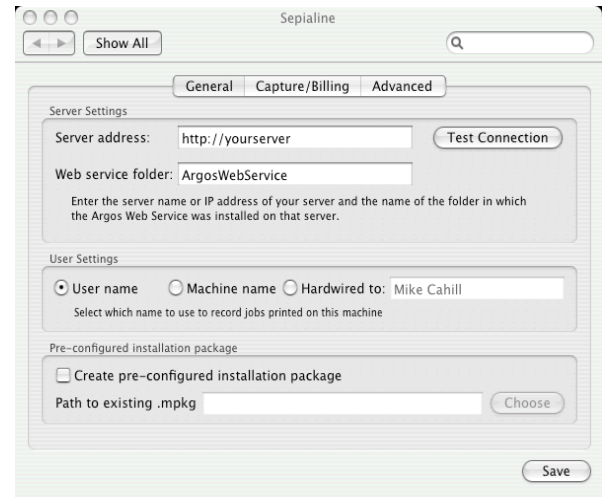 Sepialine
Show All
General Capture/Billing Advanced
Server Settings
Server address: http://yourserver Test Connection
Web service folder: ArgosWebService
Enter the server name or IP address of your server and the name of the folder in which
the Argos Web Service was installed on that server.
User Settings
User name Machine name Hardwired to: Mike Cahill
Select which name to use to record jobs printed on this machine
Pre-configured installation package
Create pre-configured installation package
Path to existing .mpkg Choose
Save